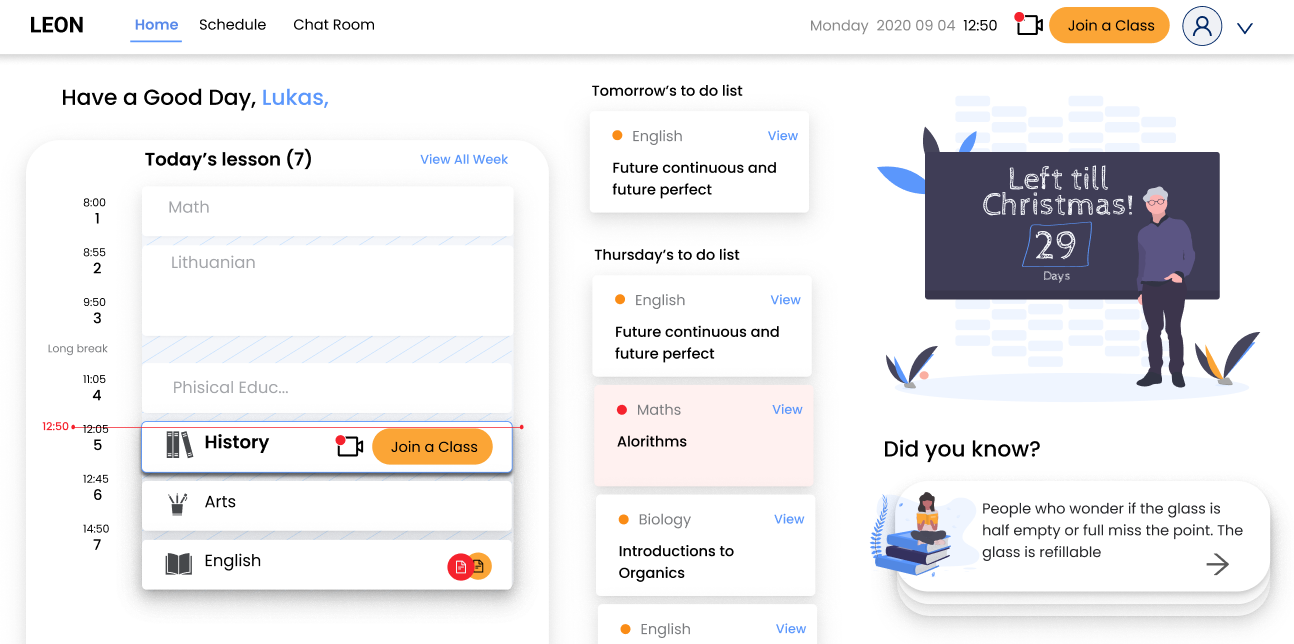 LEON
Home Schedule Chat Room
Monday 2020 09 04 12:50
Join a Class
Have a Good Day, Lukas,
Today's lesson (7)
View All Week
8:00
1
Math
8:55
2
Lithuanian
9:50
3
Long break
11:05
4
Phisical Educ...
12:50
12:05
5
History
Join a Class
12:45
6
Arts
14:50
7
English
Tomorrow's to do list
English View
Future continuous and
future perfect
Thursday's to do list
English View
Future continuous and
future perfect
Maths View
Alorithms
Biology View
Introductions to
Organics
English View
Left till
Christmas!
29
Days
Did you know?
People who wonder if the glass is
half empty or full miss the point. The
glass is refillable